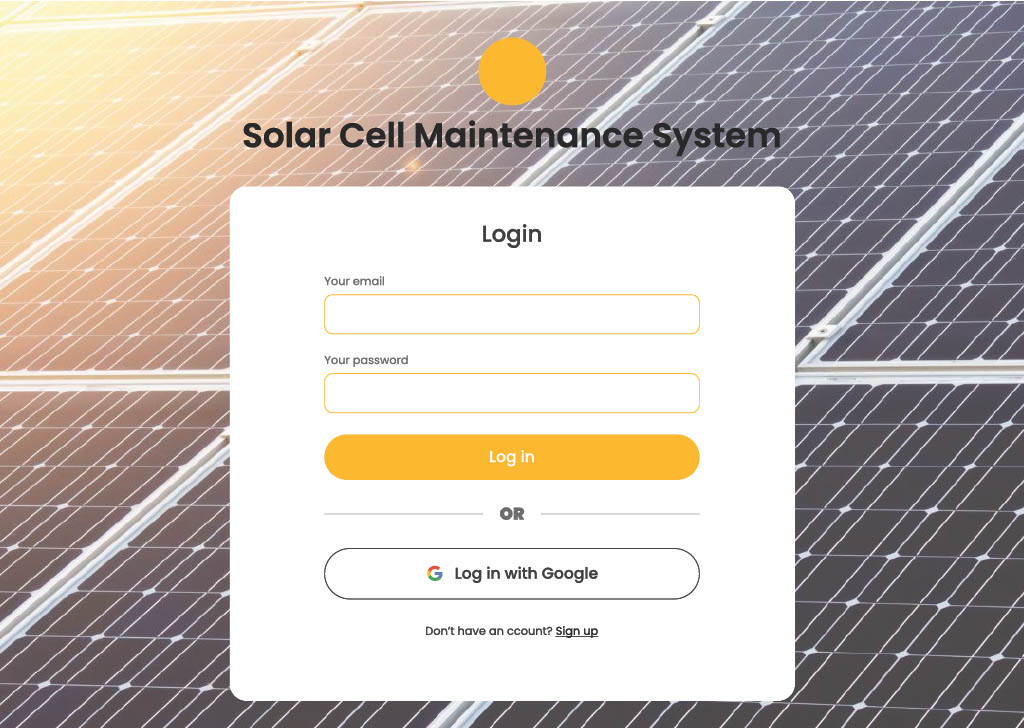 Solar Cell Maintenance System
Login
Your email
Your password
Log in
OR
Log in with Google
Don't have an ccount? Sign up